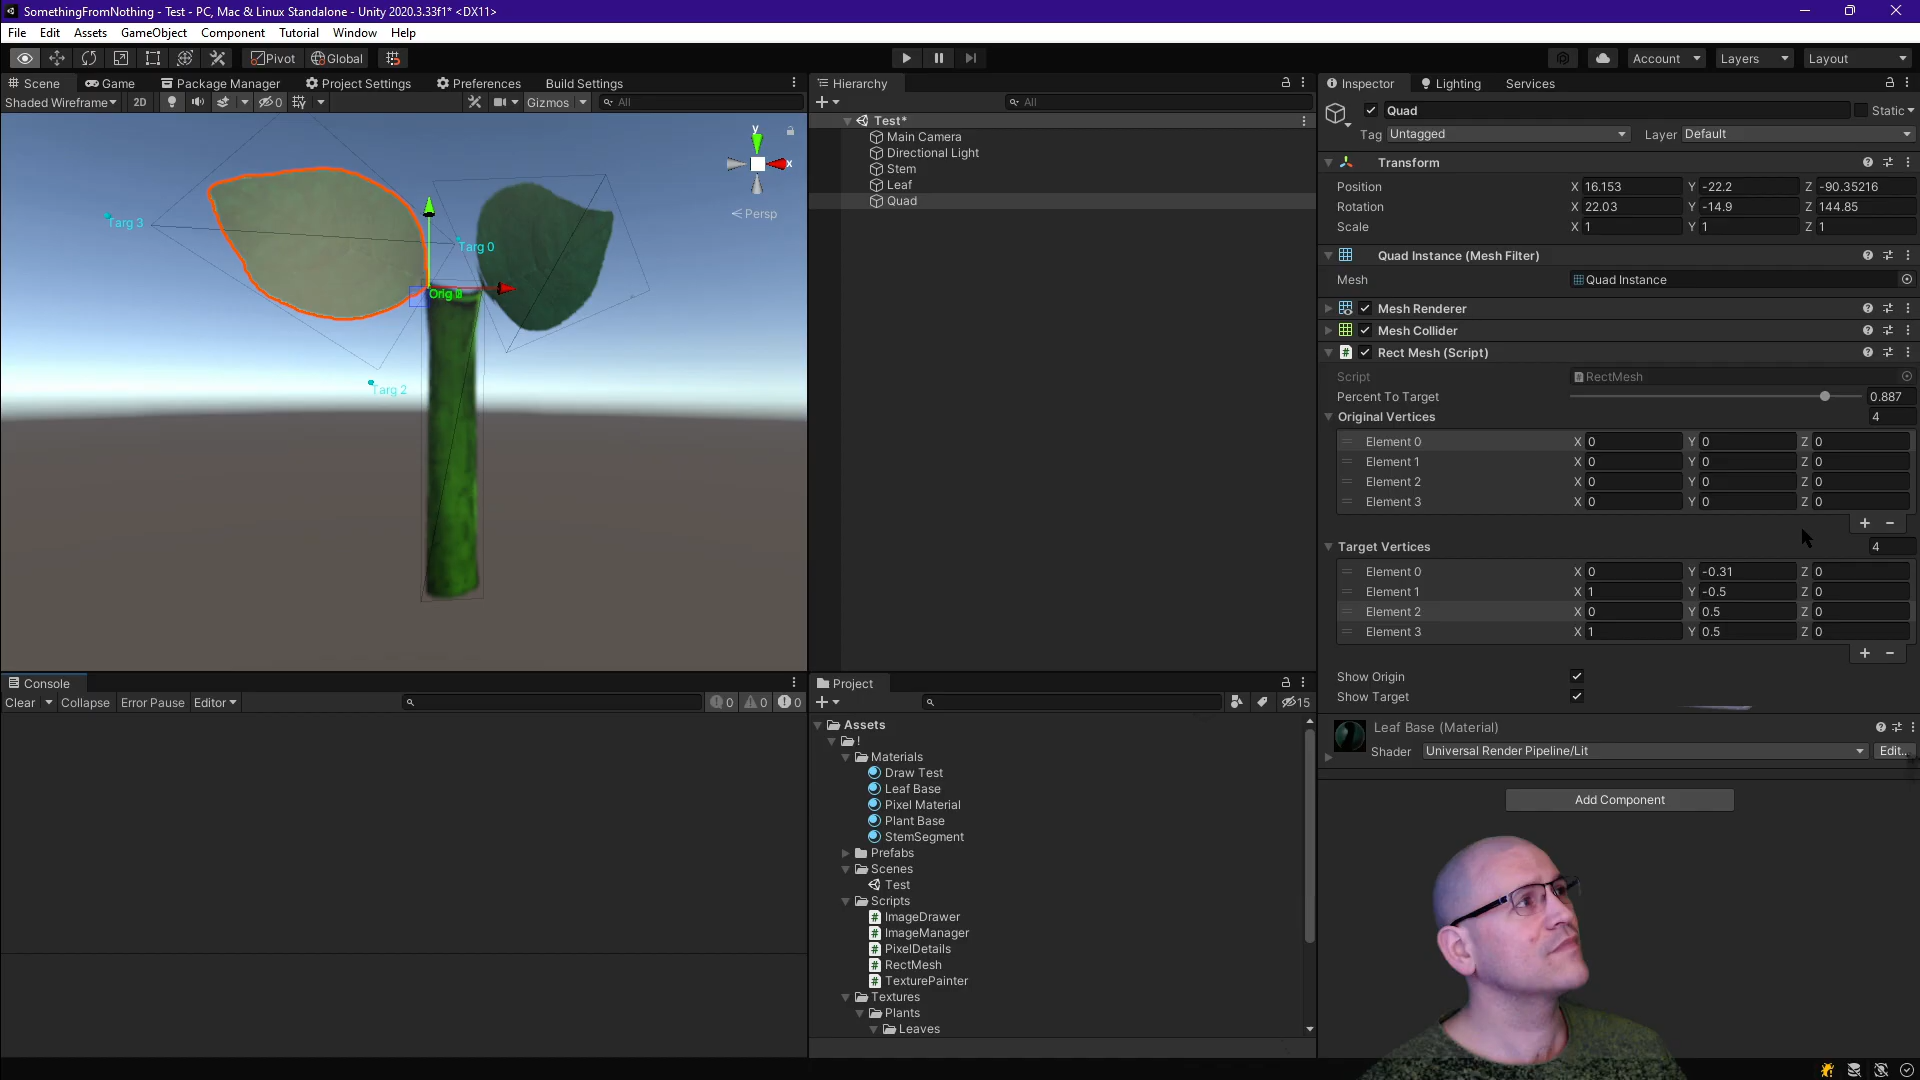 SomethingFromNothing - Test - PC, Mac & Linux Standalone - Unity 2020.3.33f1* <DX11>
File Edit Assets GameObject Component Tutorial Window Help
Pivot Global Account Layers Layout
Scene Game Package Manager Project Settings Preferences Build Settings
Shaded Wireframe 2D 0 Gizmos All
y
x
Persp
Targ 3
Targ 0
Targ 2
Hierarchy
All
Test*
Main Camera
Directional Light
Stem
Leaf
Quad
Inspector Lighting Services
Quad Static
Tag Untagged Layer Default
Transform
Position X 16.153 Y -22.2 Z -90.35216
Rotation X 22.03 Y -14.9 Z 144.85
Scale X 1 Y 1 Z 1
Quad Instance (Mesh Filter)
Mesh Quad Instance
Mesh Renderer
Mesh Collider
# Rect Mesh (Script)
Script RectMesh
Percent To Target 0.887
Original Vertices 4
Element 0 X 0 Y 0 Z 0
Element 1 X 0 Y 0 Z 0
Element 2 X 0 Y 0 Z 0
Element 3 X 0 Y 0 Z 0
+ -
Target Vertices 4
Element 0 X 0 Y -0.31 Z 0
Element 1 X 1 Y -0.5 Z 0
Element 2 X 0 Y 0.5 Z 0
Element 3 X 1 Y 0.5 Z 0
+ -
Show Origin
Show Target
Leaf Base (Material)
Shader Universal Render Pipeline/Lit Edit...
Add Component
Console
Clear Collapse Error Pause Editor 0 0 0
Project
15
Assets
!
Materials
Draw Test
Leaf Base
Pixel Material
Plant Base
StemSegment
Prefabs
Scenes
Test
Scripts
# ImageDrawer
# ImageManager
# PixelDetails
# RectMesh
# TexturePainter
Textures
Plants
Leaves